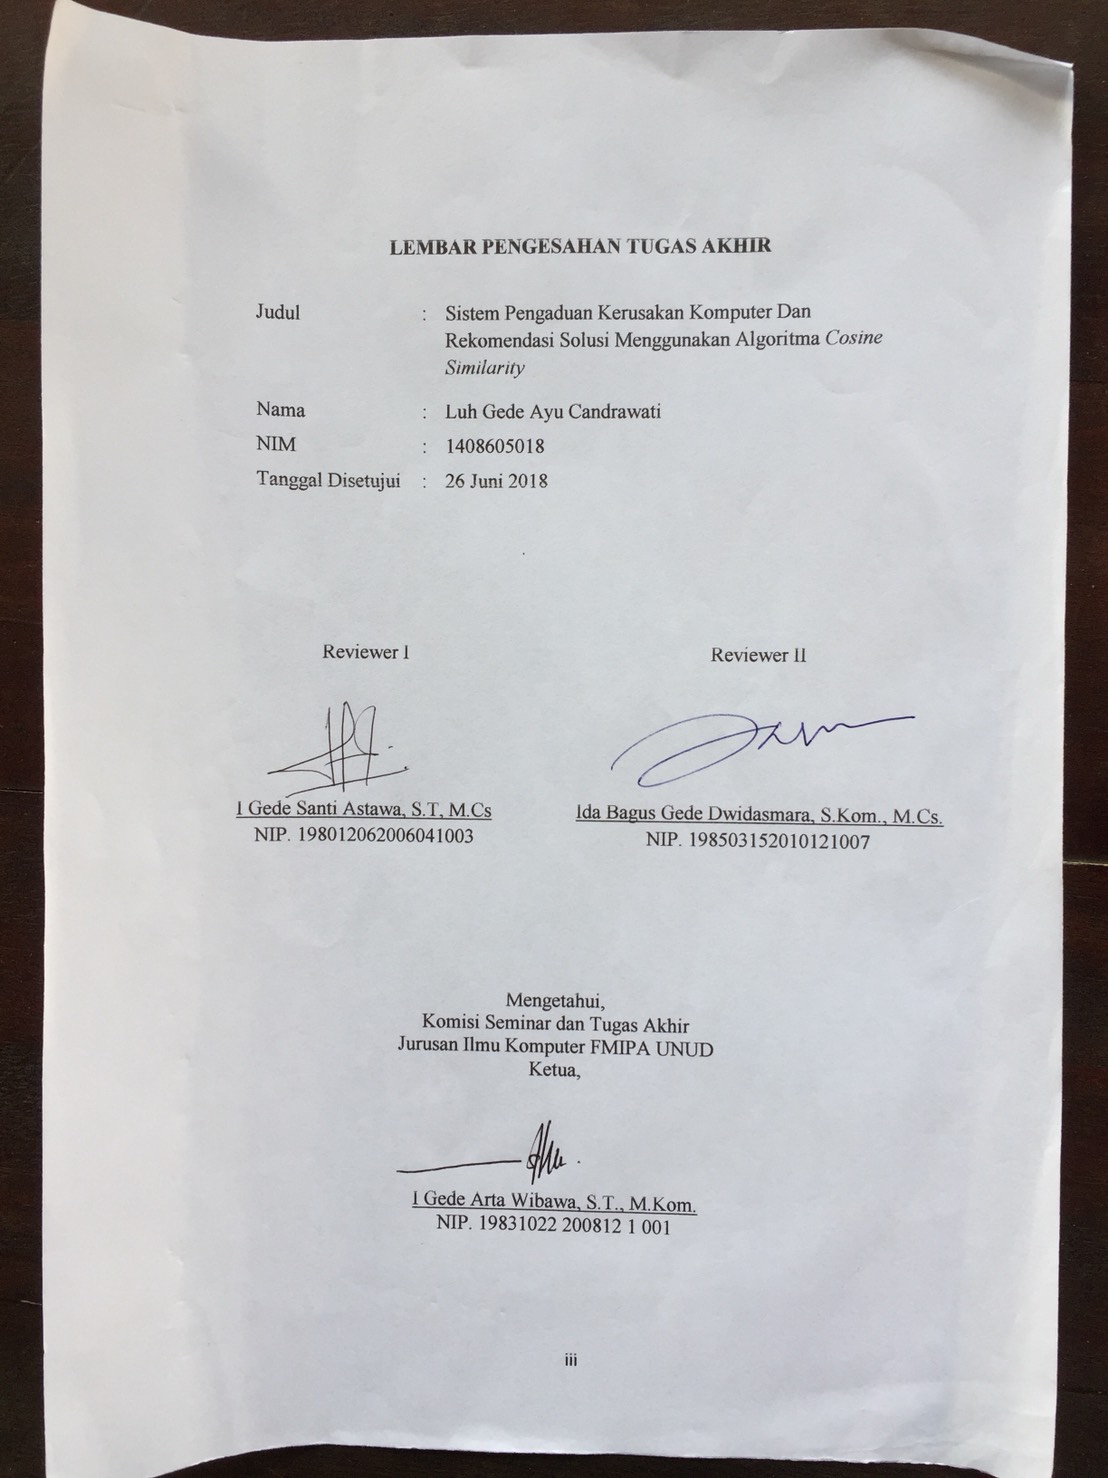 LEMBAR PENGESAHAN TUGAS AKHIR
Judul : Sistem Pengaduan Kerusakan Komputer Dan
Rekomendasi Solusi Menggunakan Algoritma Cosine
Similarity
Nama : Luh Gede Ayu Candrawati
NIM : 1408605018
Tanggal Disetujui : 26 Juni 2018
Reviewer I
Reviewer II
I Gede Santi Astawa, S.T, M.Cs
NIP. 198012062006041003
Ida Bagus Gede Dwidasmara, S.Kom., M.Cs.
NIP. 198503152010121007
Mengetahui,
Komisi Seminar dan Tugas Akhir
Jurusan Ilmu Komputer FMIPA UNUD
Ketua,
I Gede Arta Wibawa, S.T., M.Kom.
NIP. 19831022 200812 1 001
iii